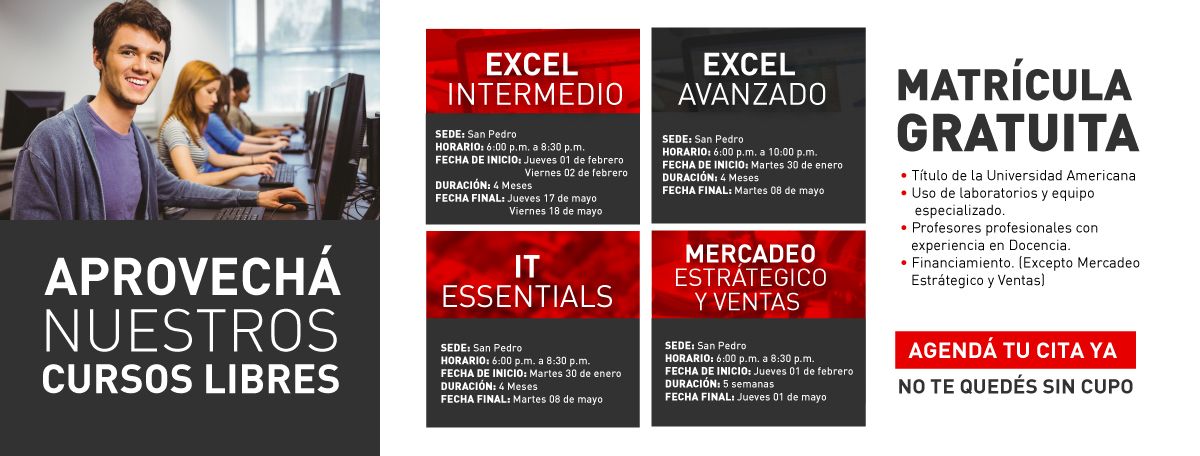 APROVECHÁ
NUESTROS
CURSOS LIBRES
EXCEL
INTERMEDIO
SEDE: San Pedro
HORARIO: 6:00 p.m. a 8:30 p.m.
FECHA DE INICIO: Jueves 01 de febrero
Viernes 02 de febrero
DURACIÓN: 4 Meses
FECHA FINAL: Jueves 17 de mayo
Viernes 18 de mayo
EXCEL
AVANZADO
SEDE: San Pedro
HORARIO: 6:00 p.m. a 10:00 p.m.
FECHA DE INICIO: Martes 30 de enero
DURACIÓN: 4 Meses
FECHA FINAL: Martes 08 de mayo
IT
ESSENTIALS
SEDE: San Pedro
HORARIO: 6:00 p.m. a 8:30 p.m.
FECHA DE INICIO: Martes 30 de enero
DURACIÓN: 4 Meses
FECHA FINAL: Martes 08 de mayo
MERCADEO
ESTRÁTEGICO
Y VENTAS
SEDE: San Pedro
HORARIO: 6:00 p.m. a 8:30 p.m.
FECHA DE INICIO: Jueves 01 de febrero
DURACIÓN: 5 semanas
FECHA FINAL: Jueves 01 de mayo
MATRÍCULA
GRATUITA
• Título de la Universidad Americana
• Uso de laboratorios y equipo
especializado.
• Profesores profesionales con
experiencia en Docencia.
• Financiamiento. (Excepto Mercadeo
Estrátegico y Ventas)
AGENDÁ TU CITA YA
NO TE QUEDÉS SIN CUPO